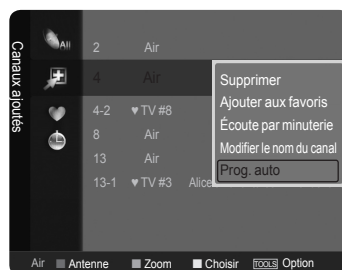 Canaux ajoutés
All
2 Air
4 Air
4-2 ♥ TV #8
8 Air
13 Air
13-1 ♥ TV #3 Alice
Supprimer
Ajouter aux favoris
Écoute par minuterie
Modifier le nom du canal
Prog. auto
Air Antenne Zoom Choisir TOOLS Option